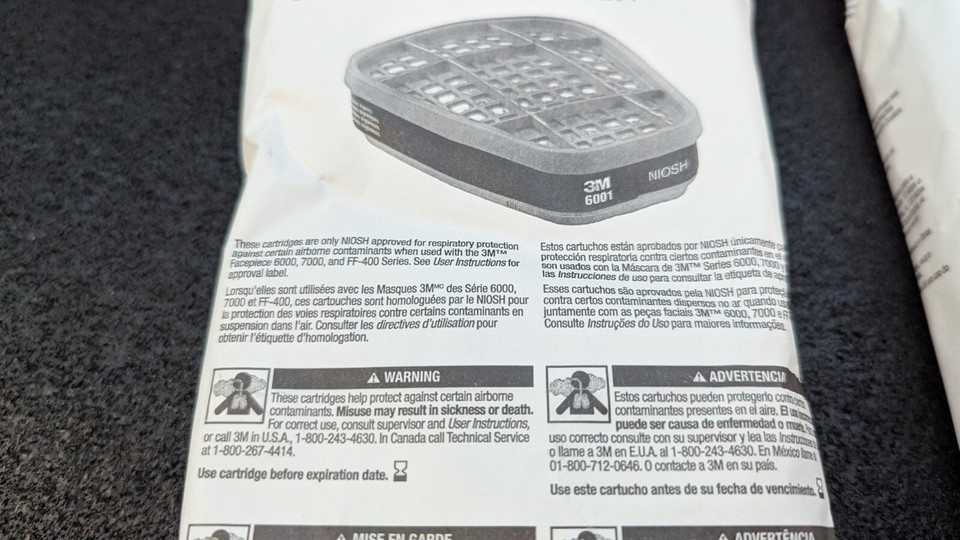 3M
6001
NIOSH
These cartridges are only NIOSH approved for respiratory protection
against certain airborne contaminants when used with the 3M™
Facepiece 6000, 7000, and FF-400 Series. See User Instructions for
approval label.
Lorsqu'elles sont utilisées avec les Masques 3Mᴹᶜ des Série 6000,
7000 et FF-400, ces cartouches sont homologuées par le NIOSH pour
la protection des voies respiratoires contre certains contaminants en
suspension dans l'air. Consulter les directives d'utilisation pour
obtenir l'étiquette d'homologation.
Estos cartuchos están aprobados por NIOSH únicamente
protección respiratoria contra ciertos contaminantes en el
son usados con la Máscara de 3M™ Series 6000, 7000
las Instrucciones de uso para consultar la etiqueta de
Esses cartuchos são aprovados pela NIOSH para
contra certos contaminantes dispersos no ar quando
juntamente com as peças faciais 3M™ 6000, 7000 e
Consulte Instruções do Uso para maiores informações.
⚠ WARNING
These cartridges help protect against certain airborne
contaminants. Misuse may result in sickness or death.
For correct use, consult supervisor and User Instructions,
or call 3M in U.S.A., 1-800-243-4630. In Canada call Technical Service
at 1-800-267-4414.
Use cartridge before expiration date.
⚠ ADVERTENCIA
Estos cartuchos pueden protegerlo contra
contaminantes presentes en el aire. El
puede ser causa de enfermedad o muerte.
uso correcto consulte con su supervisor y lea las Instrucciones
o llame a 3M en E.U.A. al 1-800-243-4630. En México llame
01-800-712-0646. O contacte a 3M en su país.
Use este cartucho antes de su fecha de vencimiento.
⚠ MISE EN GARDE
⚠ ADVERTÊNCIA